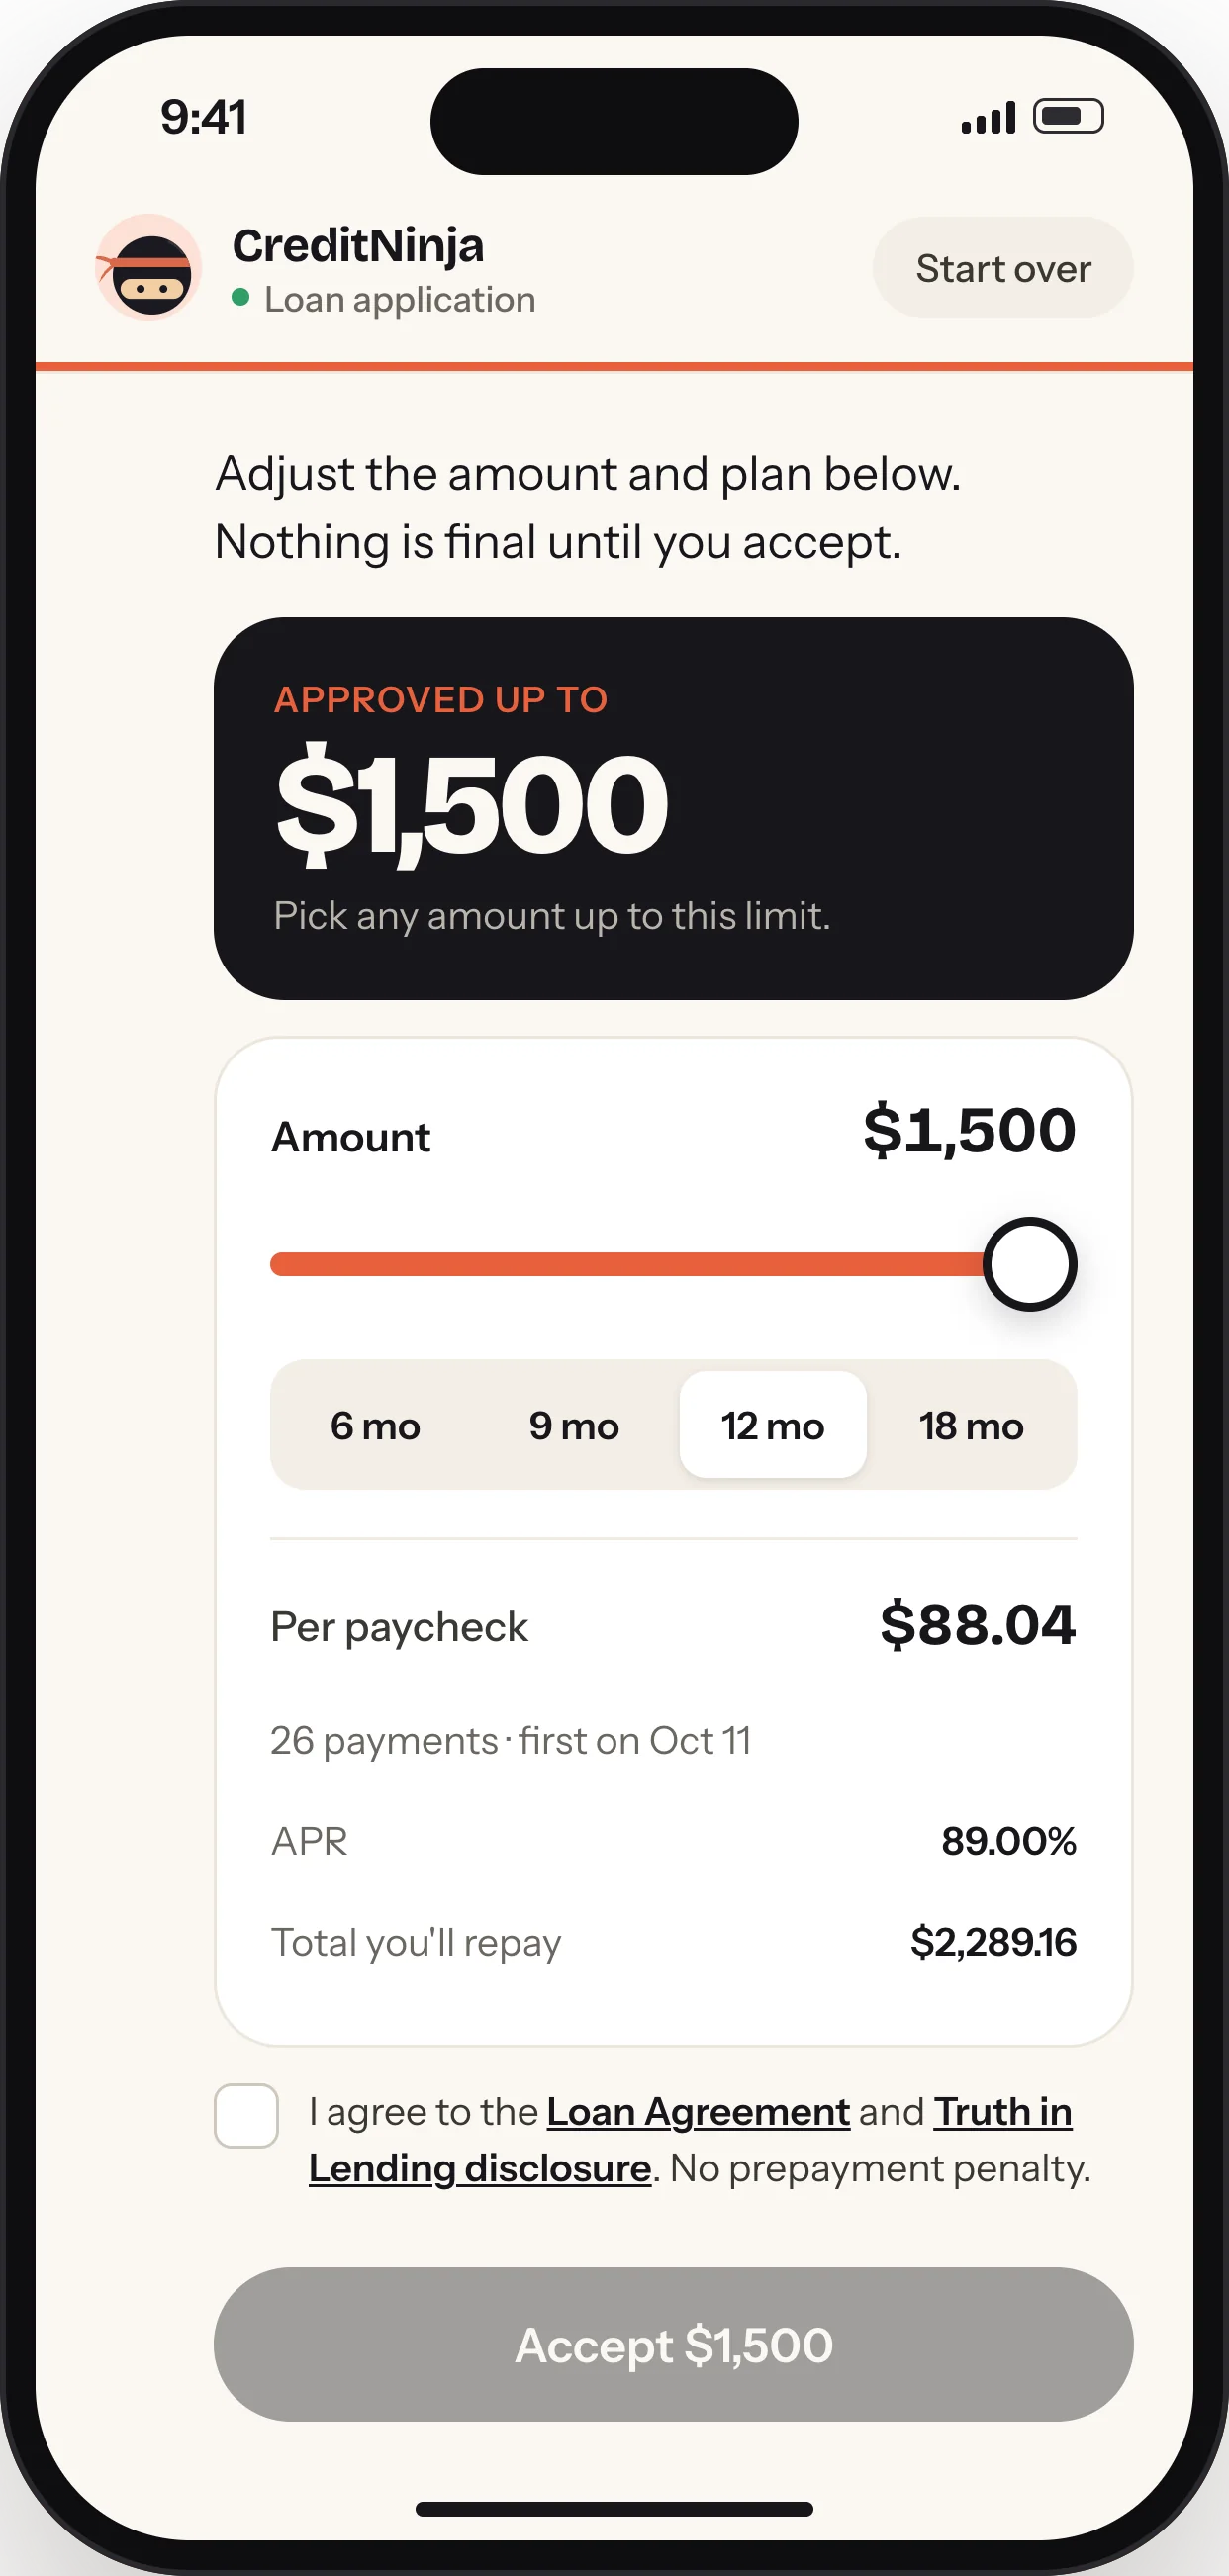 9:41
CreditNinja
Loan application
Start over
Adjust the amount and plan below.
Nothing is final until you accept.
APPROVED UP TO
$1,500
Pick any amount up to this limit.
Amount
$1,500
6 mo
9 mo
12 mo
18 mo
Per paycheck
$88.04
26 payments · first on Oct 11
APR
89.00%
Total you'll repay
$2,289.16
I agree to the Loan Agreement and Truth in
Lending disclosure. No prepayment penalty.
Accept $1,500